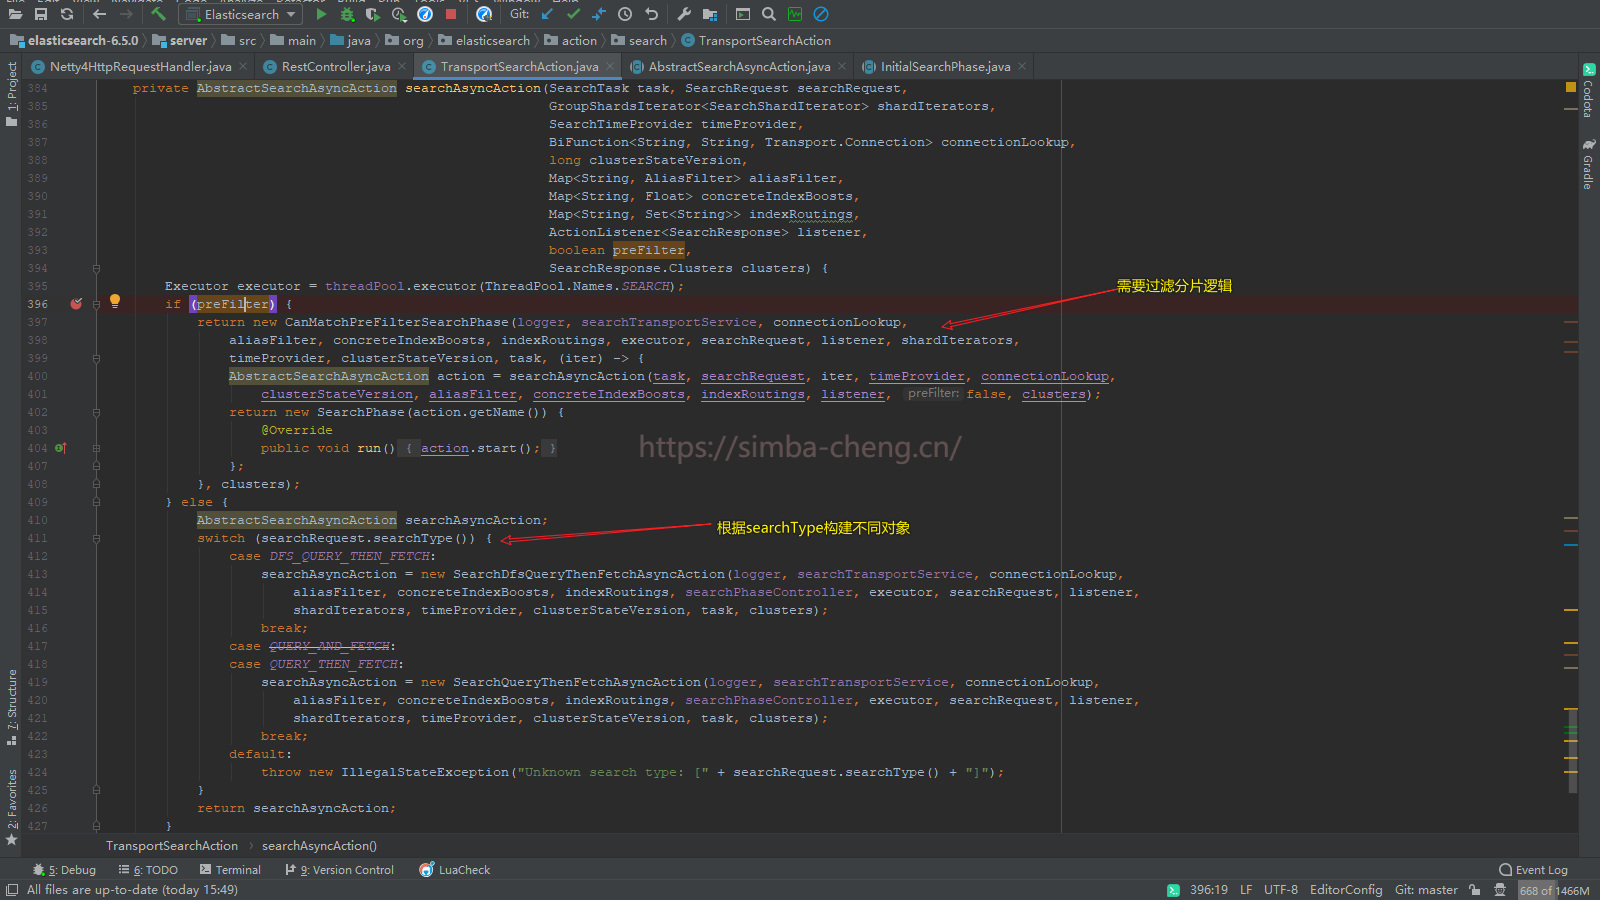 Elasticsearch
Git:
elasticsearch-6.5.0 server src main java org elasticsearch action search TransportSearchAction
Netty4HttpRequestHandler.java RestController.java TransportSearchAction.java AbstractSearchAsyncAction.java InitialSearchPhase.java
1: Project
7: Structure
2: Favorites
Codota
Gradle
384 private AbstractSearchAsyncAction searchAsyncAction(SearchTask task, SearchRequest searchRequest,
385 GroupShardsIterator<SearchShardIterator> shardIterators,
386 SearchTimeProvider timeProvider,
387 BiFunction<String, String, Transport.Connection> connectionLookup,
388 long clusterStateVersion,
389 Map<String, AliasFilter> aliasFilter,
390 Map<String, Float> concreteIndexBoosts,
391 Map<String, Set<String>> indexRoutings,
392 ActionListener<SearchResponse> listener,
393 boolean preFilter,
394 SearchResponse.Clusters clusters) {
395 Executor executor = threadPool.executor(ThreadPool.Names.SEARCH);
需要过滤分片逻辑
396 if (preFilter) {
397 return new CanMatchPreFilterSearchPhase(logger, searchTransportService, connectionLookup,
398 aliasFilter, concreteIndexBoosts, indexRoutings, executor, searchRequest, listener, shardIterators,
399 timeProvider, clusterStateVersion, task, (iter) -> {
400 AbstractSearchAsyncAction action = searchAsyncAction(task, searchRequest, iter, timeProvider, connectionLookup,
401 clusterStateVersion, aliasFilter, concreteIndexBoosts, indexRoutings, listener, preFilter: false, clusters);
402 return new SearchPhase(action.getName()) {
403 @Override
404 public void run() { action.start(); }
https://simba-cheng.cn/
407 };
408 }, clusters);
409 } else {
410 AbstractSearchAsyncAction searchAsyncAction;
411 switch (searchRequest.searchType()) {
根据searchType构建不同对象
412 case DFS_QUERY_THEN_FETCH:
413 searchAsyncAction = new SearchDfsQueryThenFetchAsyncAction(logger, searchTransportService, connectionLookup,
414 aliasFilter, concreteIndexBoosts, indexRoutings, searchPhaseController, executor, searchRequest, listener,
415 shardIterators, timeProvider, clusterStateVersion, task, clusters);
416 break;
417 case QUERY_AND_FETCH:
418 case QUERY_THEN_FETCH:
419 searchAsyncAction = new SearchQueryThenFetchAsyncAction(logger, searchTransportService, connectionLookup,
420 aliasFilter, concreteIndexBoosts, indexRoutings, searchPhaseController, executor, searchRequest, listener,
421 shardIterators, timeProvider, clusterStateVersion, task, clusters);
422 break;
423 default:
424 throw new IllegalStateException("Unknown search type: [" + searchRequest.searchType() + "]");
425 }
426 return searchAsyncAction;
427 }
TransportSearchAction searchAsyncAction()
5: Debug 6: TODO Terminal 9: Version Control LuaCheck Event Log
All files are up-to-date (today 15:49) 396:19 LF UTF-8 EditorConfig Git: master 668 of 1466M